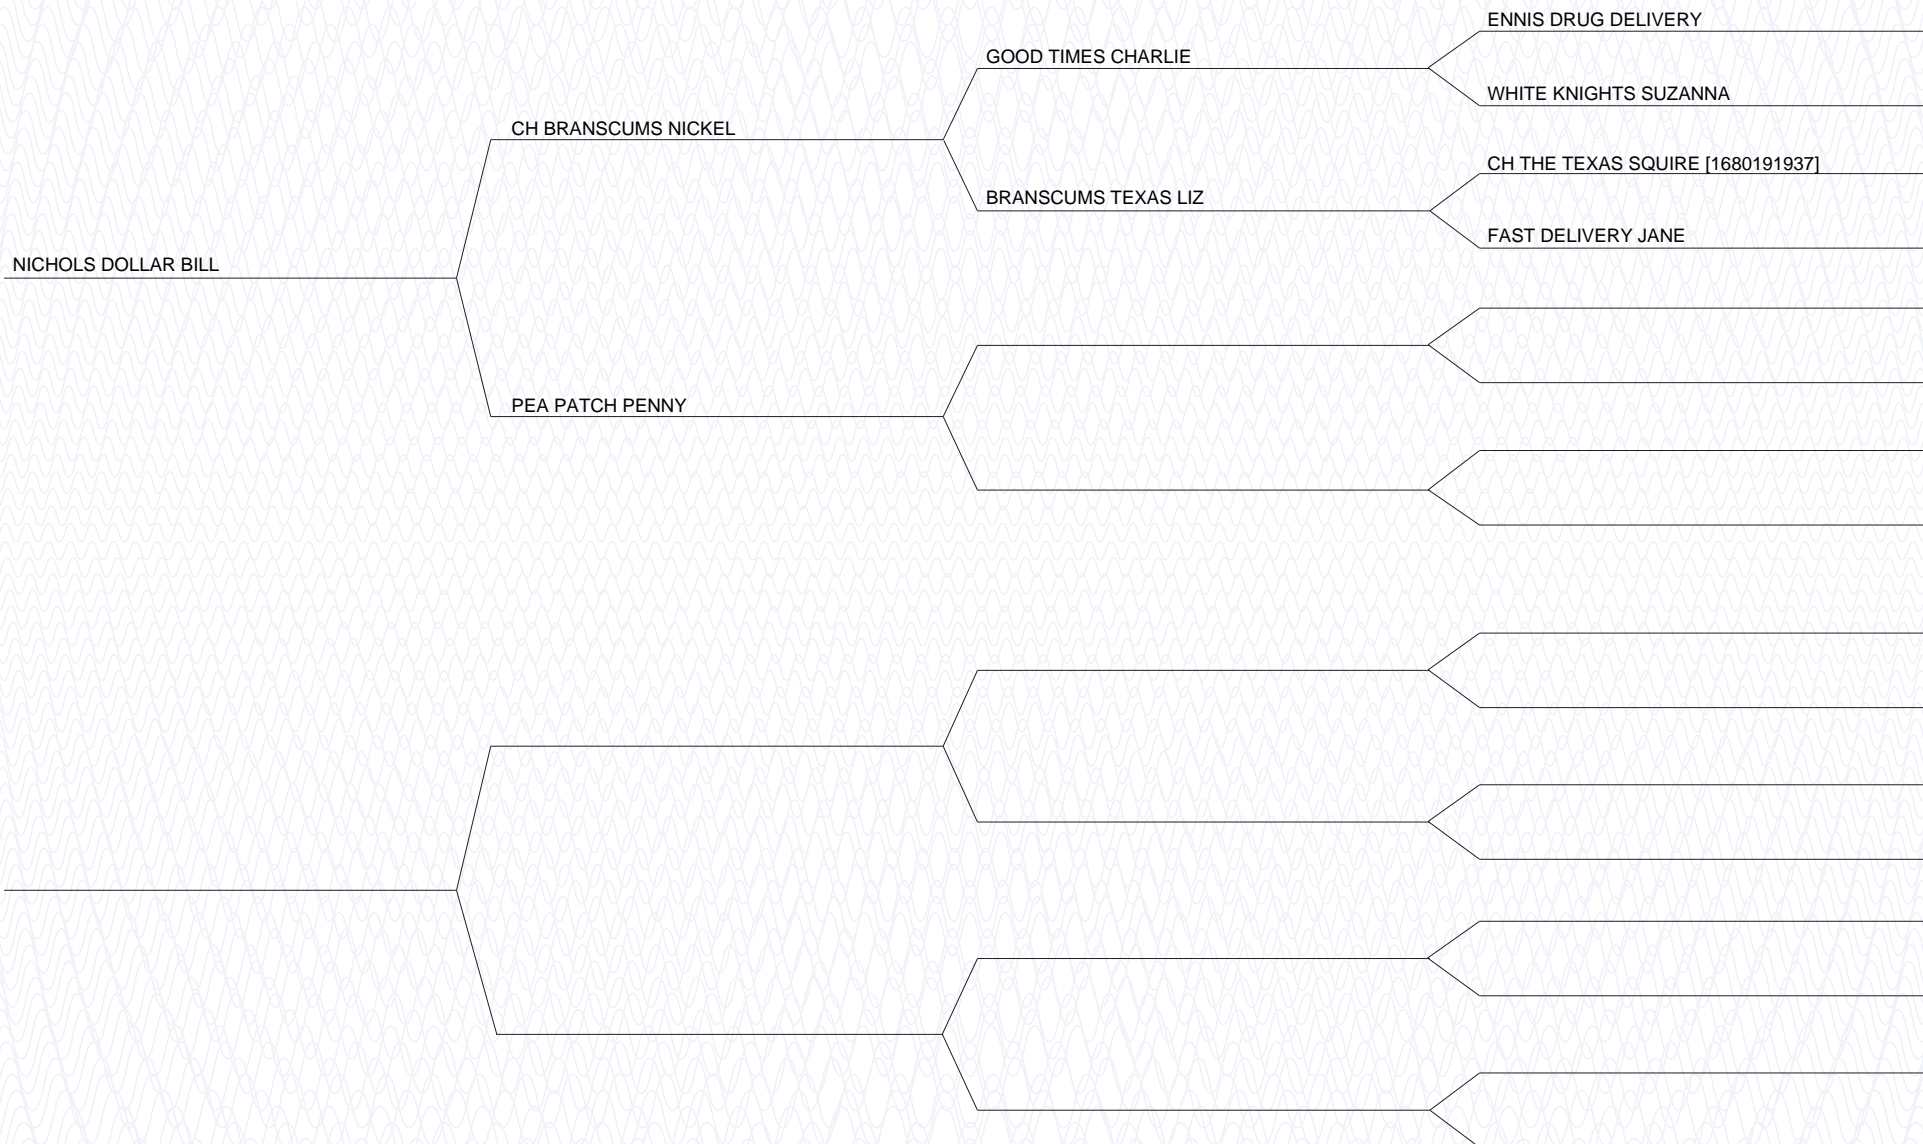 ENNIS DRUG DELIVERY
GOOD TIMES CHARLIE
WHITE KNIGHTS SUZANNA
CH BRANSCUMS NICKEL
CH THE TEXAS SQUIRE [1680191937]
BRANSCUMS TEXAS LIZ
FAST DELIVERY JANE
NICHOLS DOLLAR BILL
PEA PATCH PENNY